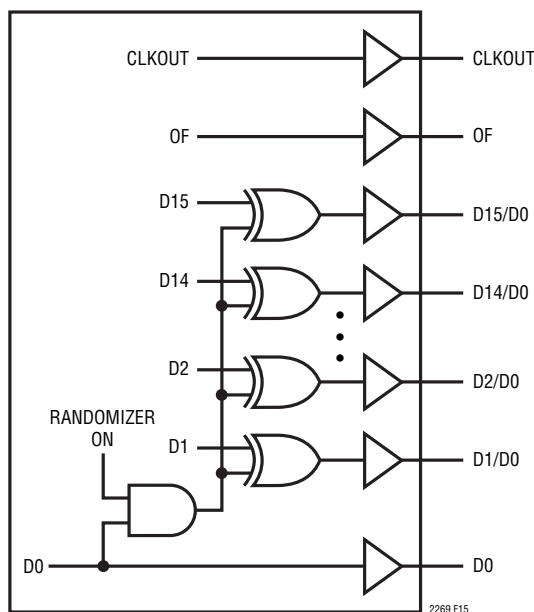 CLKOUT CLKOUT
OF OF
D15 D15/D0
D14 D14/D0
D2 D2/D0
RANDOMIZER
ON
D1 D1/D0
D0 D0
2269 F15